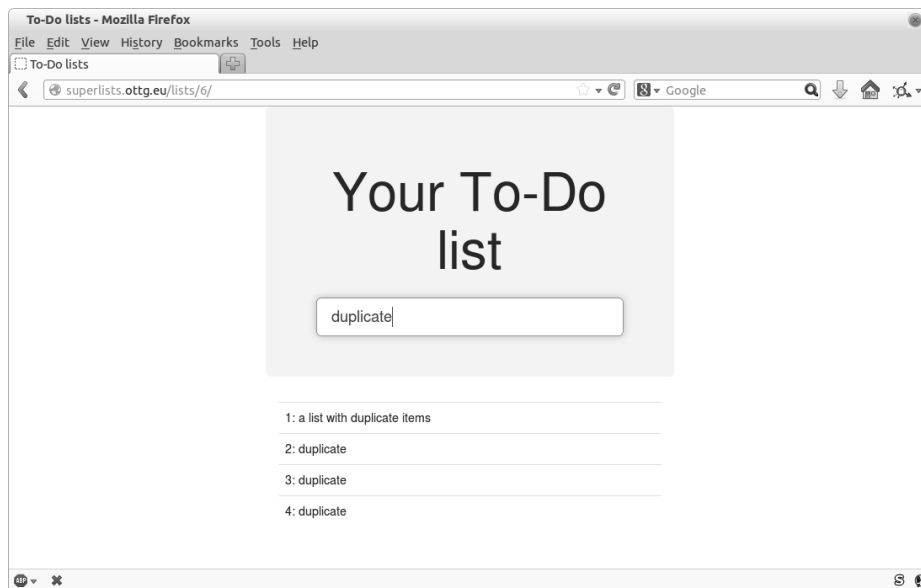 To-Do lists - Mozilla Firefox
File Edit View History Bookmarks Tools Help
To-Do lists
superlists.ottg.eu/lists/6/ Google
Your To-Do
list
duplicate
1: a list with duplicate items
2: duplicate
3: duplicate
4: duplicate
ABP S